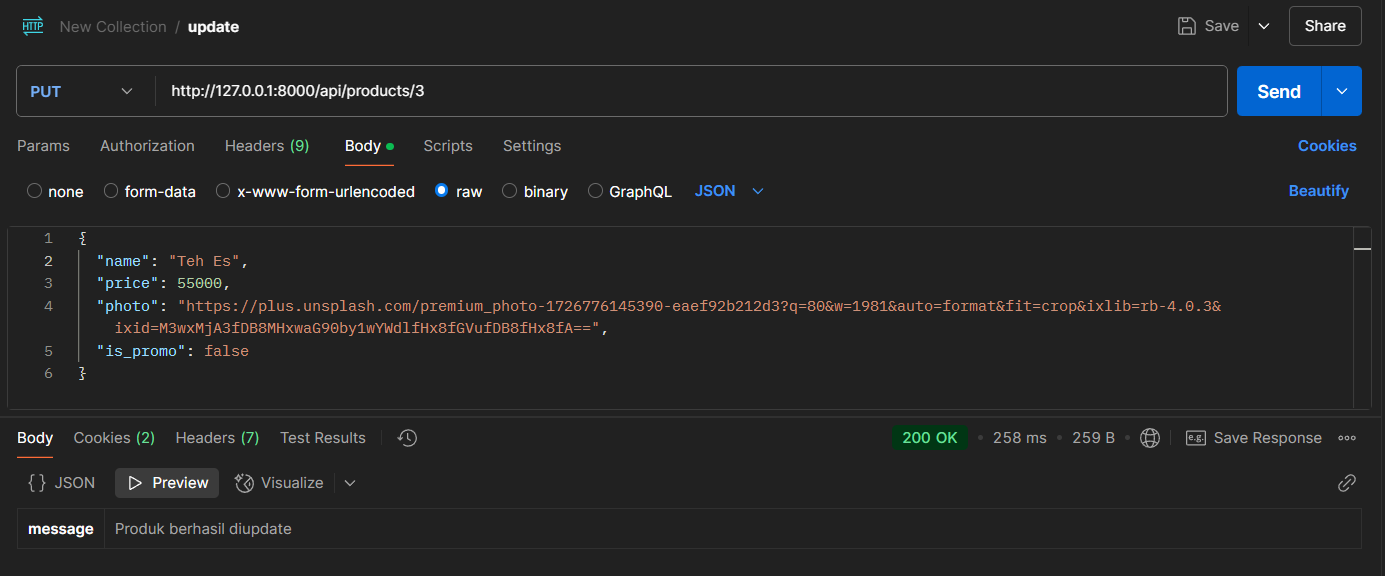 HTTP New Collection / update Save Share
PUT http://127.0.0.1:8000/api/products/3 Send
Params Authorization Headers (9) Body Scripts Settings Cookies
none form-data x-www-form-urlencoded raw binary GraphQL JSON Beautify
1 {
2 "name": "Teh Es",
3 "price": 55000,
4 "photo": "https://plus.unsplash.com/premium_photo-1726776145390-eaef92b212d3?q=80&w=1981&auto=format&fit=crop&ixlib=rb-4.0.3&
ixid=M3wxMjA3fDB8MHxwaG90by1wYWdlfHx8fGVufDB8fHx8fA==",
5 "is_promo": false
6 }
Body Cookies (2) Headers (7) Test Results 200 OK • 258 ms • 259 B • e.g. Save Response
{} JSON Preview Visualize
message Produk berhasil diupdate